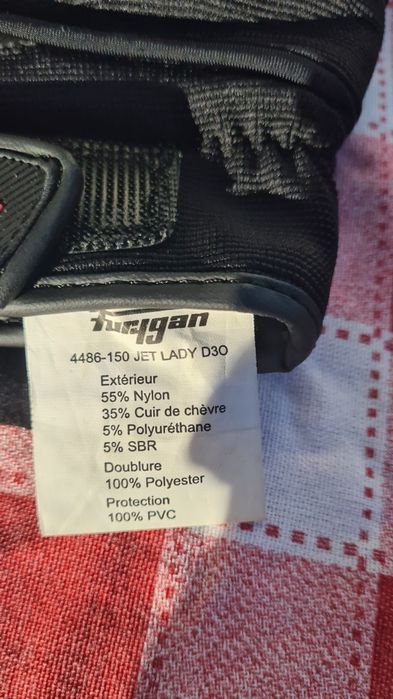 furygan
4486-150 JET LADY D3O
Extérieur
55% Nylon
35% Cuir de chèvre
5% Polyuréthane
5% SBR
Doublure
100% Polyester
Protection
100% PVC